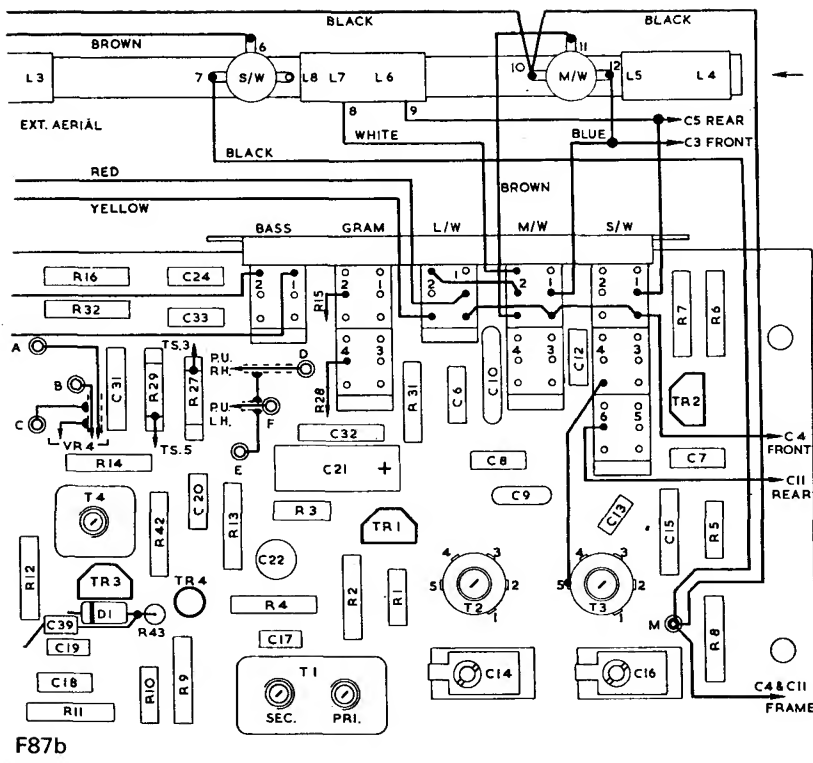 BLACK BLACK
BROWN 6 11
L3 7 S/W L8 L7 L6 10 M/W 12 L5 L4
8 9 C5 REAR
EXT. AERIAL WHITE BLUE C3 FRONT
BLACK
RED BROWN
YELLOW
BASS GRAM L/W M/W S/W
R16 C24 2 1 2 1 2 1 2 1 2 1
R15 R7 R6
R32 C33
A TS.3 P.U. R.H. D 4 3 4 3 C12 4 3
B C31 R29 R27 R28 R31 C6 C10 TR2
C P.U. L.H. F 6 5
VR4 TS.5 E C32 C4 FRONT
R14 C21 + C8 C7
C11 REAR
T4 R42 C20 R13 R3 C9 C13 C15 R5
TR1
R12 TR3 TR4 C22 R2 R1 4 3 4 3
5 T2 2 5 T3 2
D1 R4 1 1 M R8
C39 R43
C19 C17
C18 R10 R9 T1 C14 C16
R11 SEC. PRI. C4 & C11 FRAME
F87b